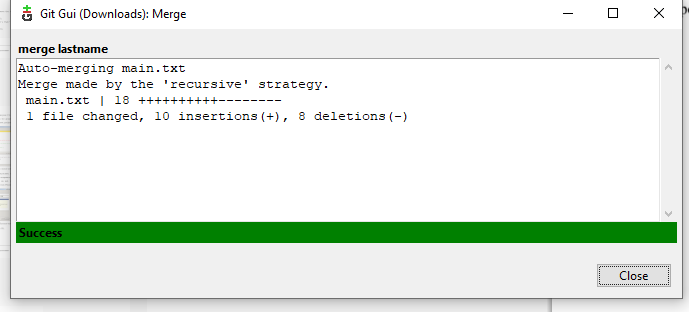 Git Gui (Downloads): Merge
merge lastname
Auto-merging main.txt
Merge made by the 'recursive' strategy.
main.txt | 18 ++++++++++--------
1 file changed, 10 insertions(+), 8 deletions(-)
Success
Close